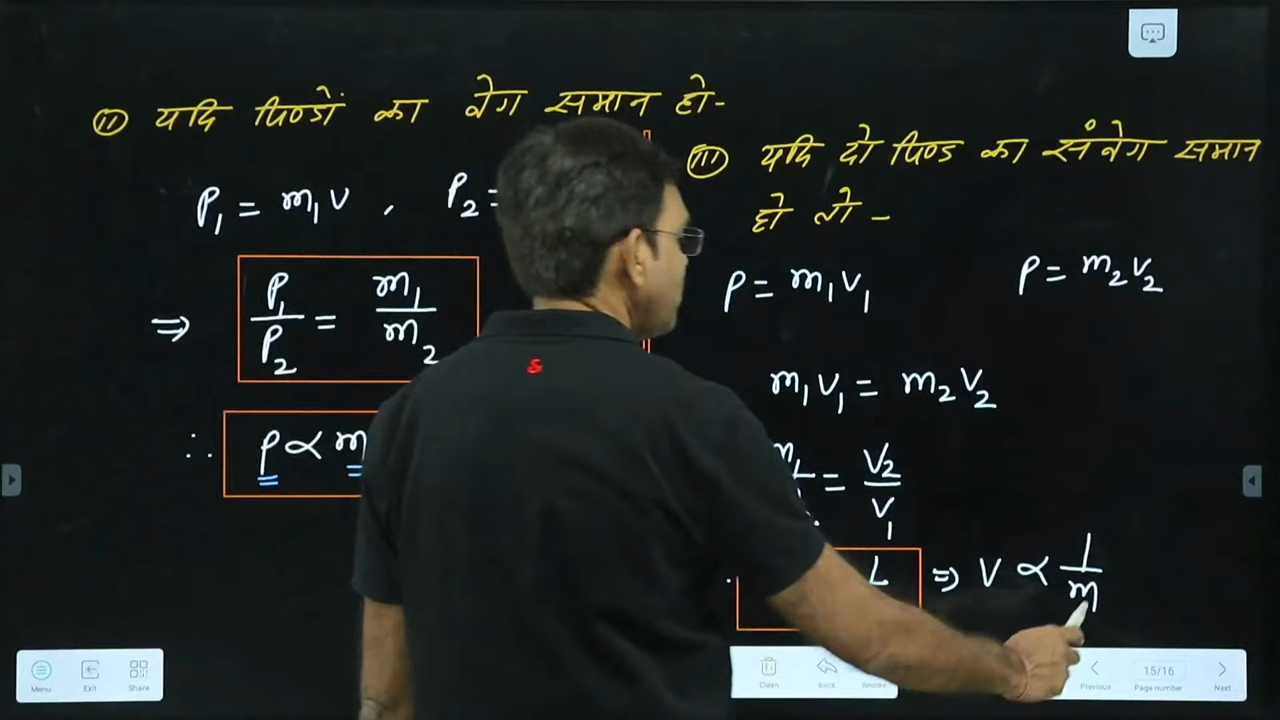 (ii) यदि पिण्डों का वेग समान हो-
P₁ = m₁v , P₂ =
⇒ P₁/P₂ = m₁/m₂
∴ p ∝ m
(iii) यदि दो पिण्ड का संवेग समान
हो तो -
p = m₁v₁ p = m₂v₂
m₁v₁ = m₂v₂
= v₂/v₁
⇒ v ∝ 1/m
s
Menu Exit Share
Clean back Revoke Previous 15/16 Page number Next